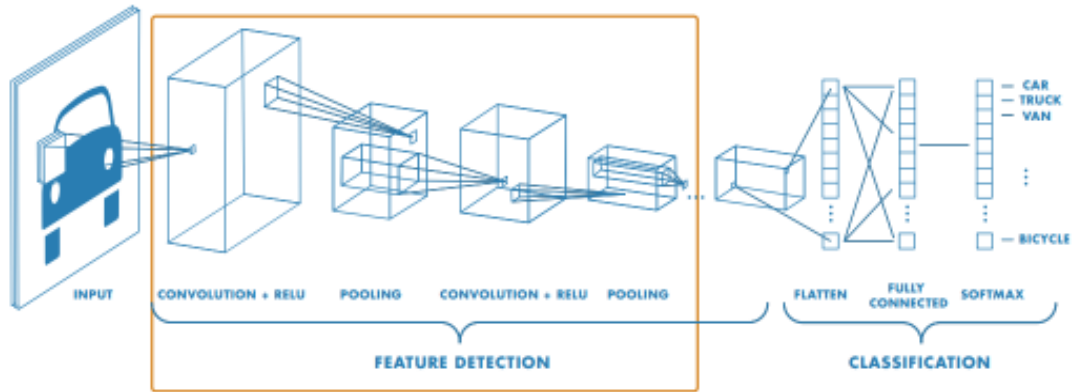 CAR
TRUCK
VAN
BICYCLE
INPUT
CONVOLUTION + RELU
POOLING
CONVOLUTION + RELU
POOLING
FLATTEN
FULLY
CONNECTED
SOFTMAX
FEATURE DETECTION
CLASSIFICATION